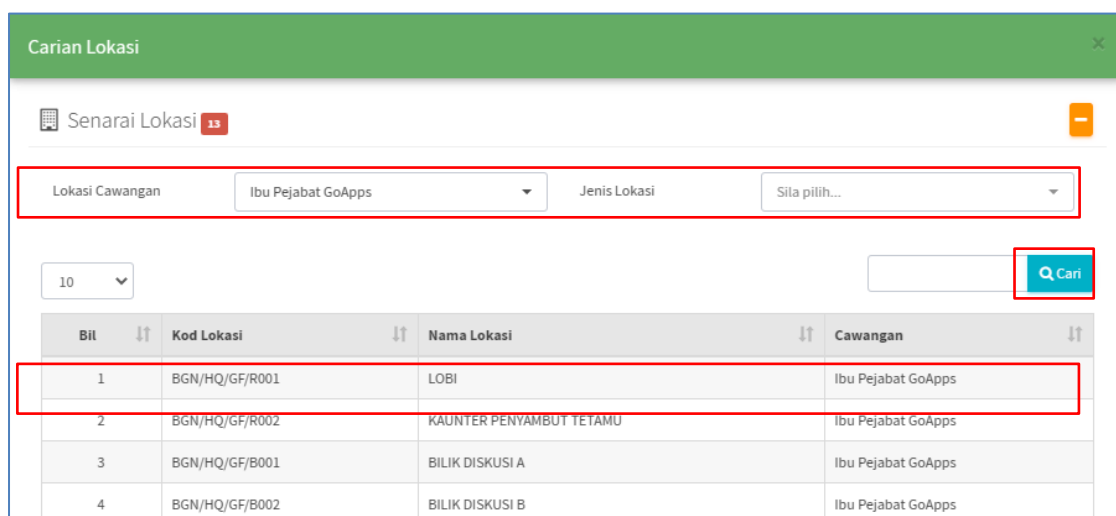 Carian Lokasi ×
Senarai Lokasi 13
Lokasi Cawangan Ibu Pejabat GoApps Jenis Lokasi Sila pilih...
10 Cari
Bil Kod Lokasi Nama Lokasi Cawangan
1 BGN/HQ/GF/R001 LOBI Ibu Pejabat GoApps
2 BGN/HQ/GF/R002 KAUNTER PENYAMBUT TETAMU Ibu Pejabat GoApps
3 BGN/HQ/GF/B001 BILIK DISKUSI A Ibu Pejabat GoApps
4 BGN/HQ/GF/B002 BILIK DISKUSI B Ibu Pejabat GoApps